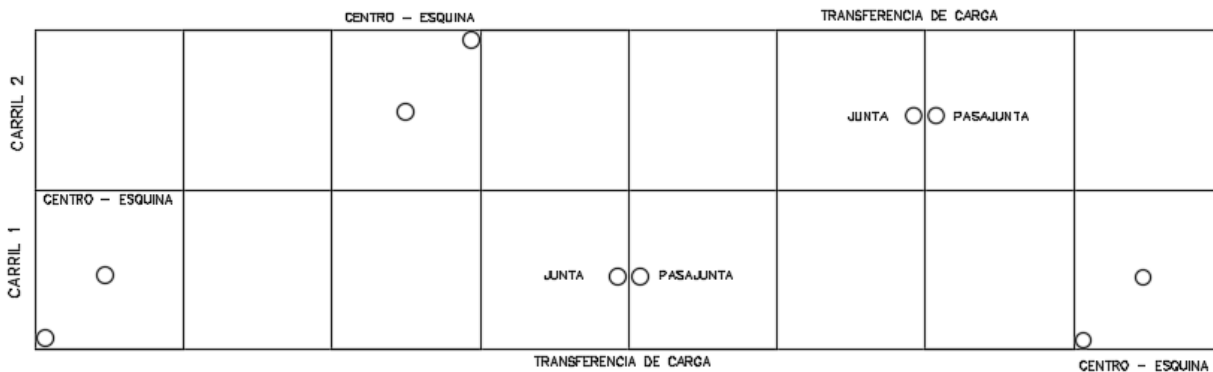 CENTRO - ESQUINA
TRANSFERENCIA DE CARGA
CARRIL 2
JUNTA
PASAJUNTA
CENTRO - ESQUINA
CARRIL 1
JUNTA
PASAJUNTA
TRANSFERENCIA DE CARGA
CENTRO - ESQUINA